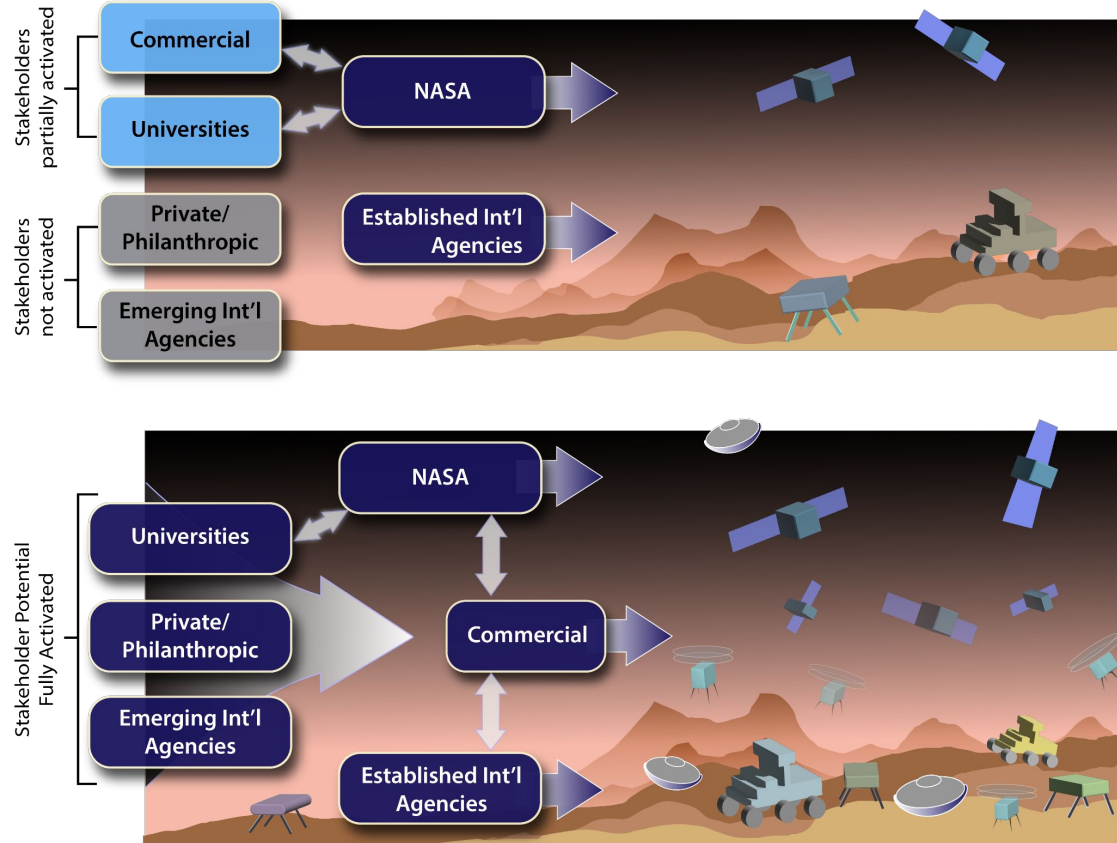 Stakeholders
partially activated
Commercial
Universities
NASA
Stakeholders
not activated
Private/
Philanthropic
Emerging Int'l
Agencies
Established Int'l
Agencies
Stakeholder Potential
Fully Activated
NASA
Universities
Private/
Philanthropic
Commercial
Emerging Int'l
Agencies
Established Int'l
Agencies